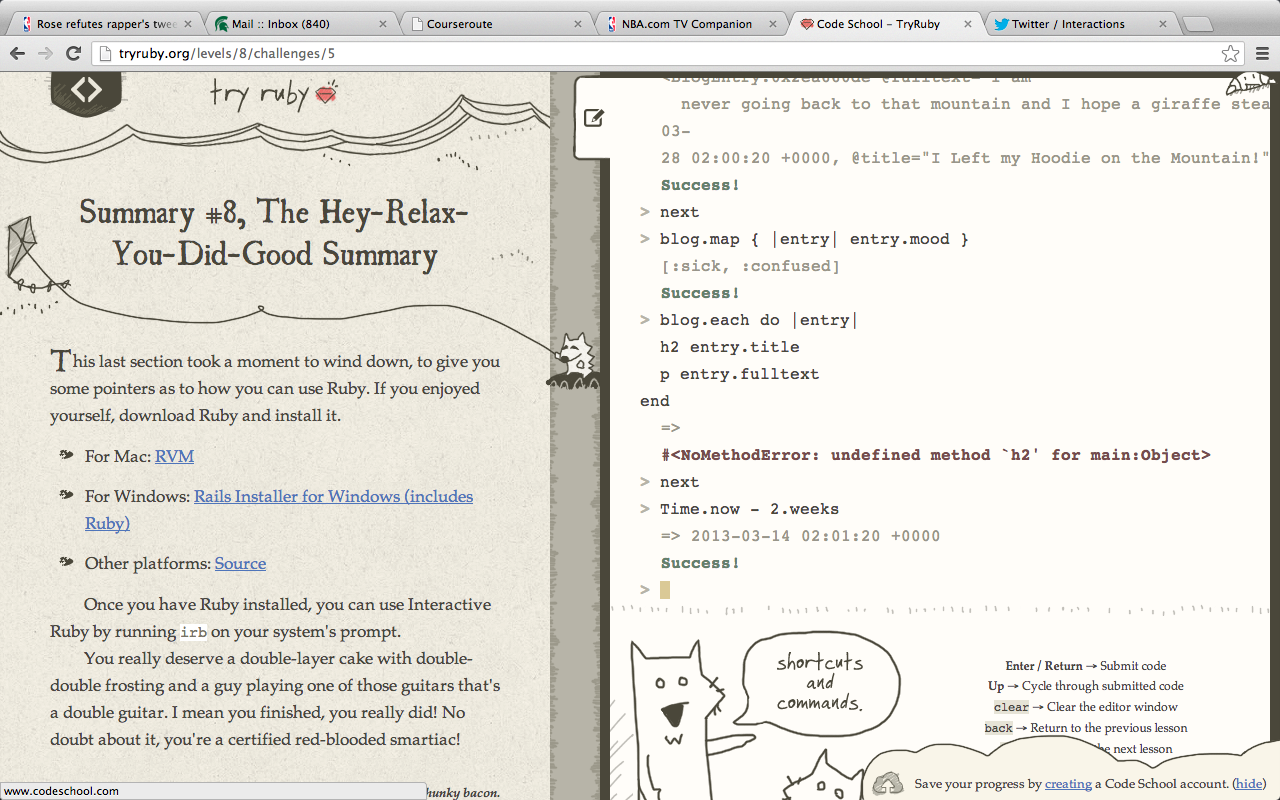 Rose refutes rapper's twee
Mail :: Inbox (840)
Courseroute
NBA.com TV Companion
Code School - TryRuby
Twitter / Interactions
tryruby.org/levels/8/challenges/5
try ruby
Summary #8, The Hey-Relax-
You-Did-Good Summary
This last section took a moment to wind down, to give you
some pointers as to how you can use Ruby. If you enjoyed
yourself, download Ruby and install it.
For Mac: RVM
For Windows: Rails Installer for Windows (includes
Ruby)
Other platforms: Source
Once you have Ruby installed, you can use Interactive
Ruby by running irb on your system's prompt.
You really deserve a double-layer cake with double-
double frosting and a guy playing one of those guitars that's
a double guitar. I mean you finished, you really did! No
doubt about it, you're a certified red-blooded smartiac!
hunky bacon.
www.codeschool.com
never going back to that mountain and I hope a giraffe stea
03-
28 02:00:20 +0000, @title="I Left my Hoodie on the Mountain!"
Success!
> next
> blog.map { |entry| entry.mood }
[:sick, :confused]
Success!
> blog.each do |entry|
h2 entry.title
p entry.fulltext
end
=>
#<NoMethodError: undefined method `h2' for main:Object>
> next
> Time.now - 2.weeks
=> 2013-03-14 02:01:20 +0000
Success!
>
shortcuts
and
commands.
Enter / Return → Submit code
Up → Cycle through submitted code
clear → Clear the editor window
back → Return to the previous lesson
the next lesson
Save your progress by creating a Code School account. (hide)